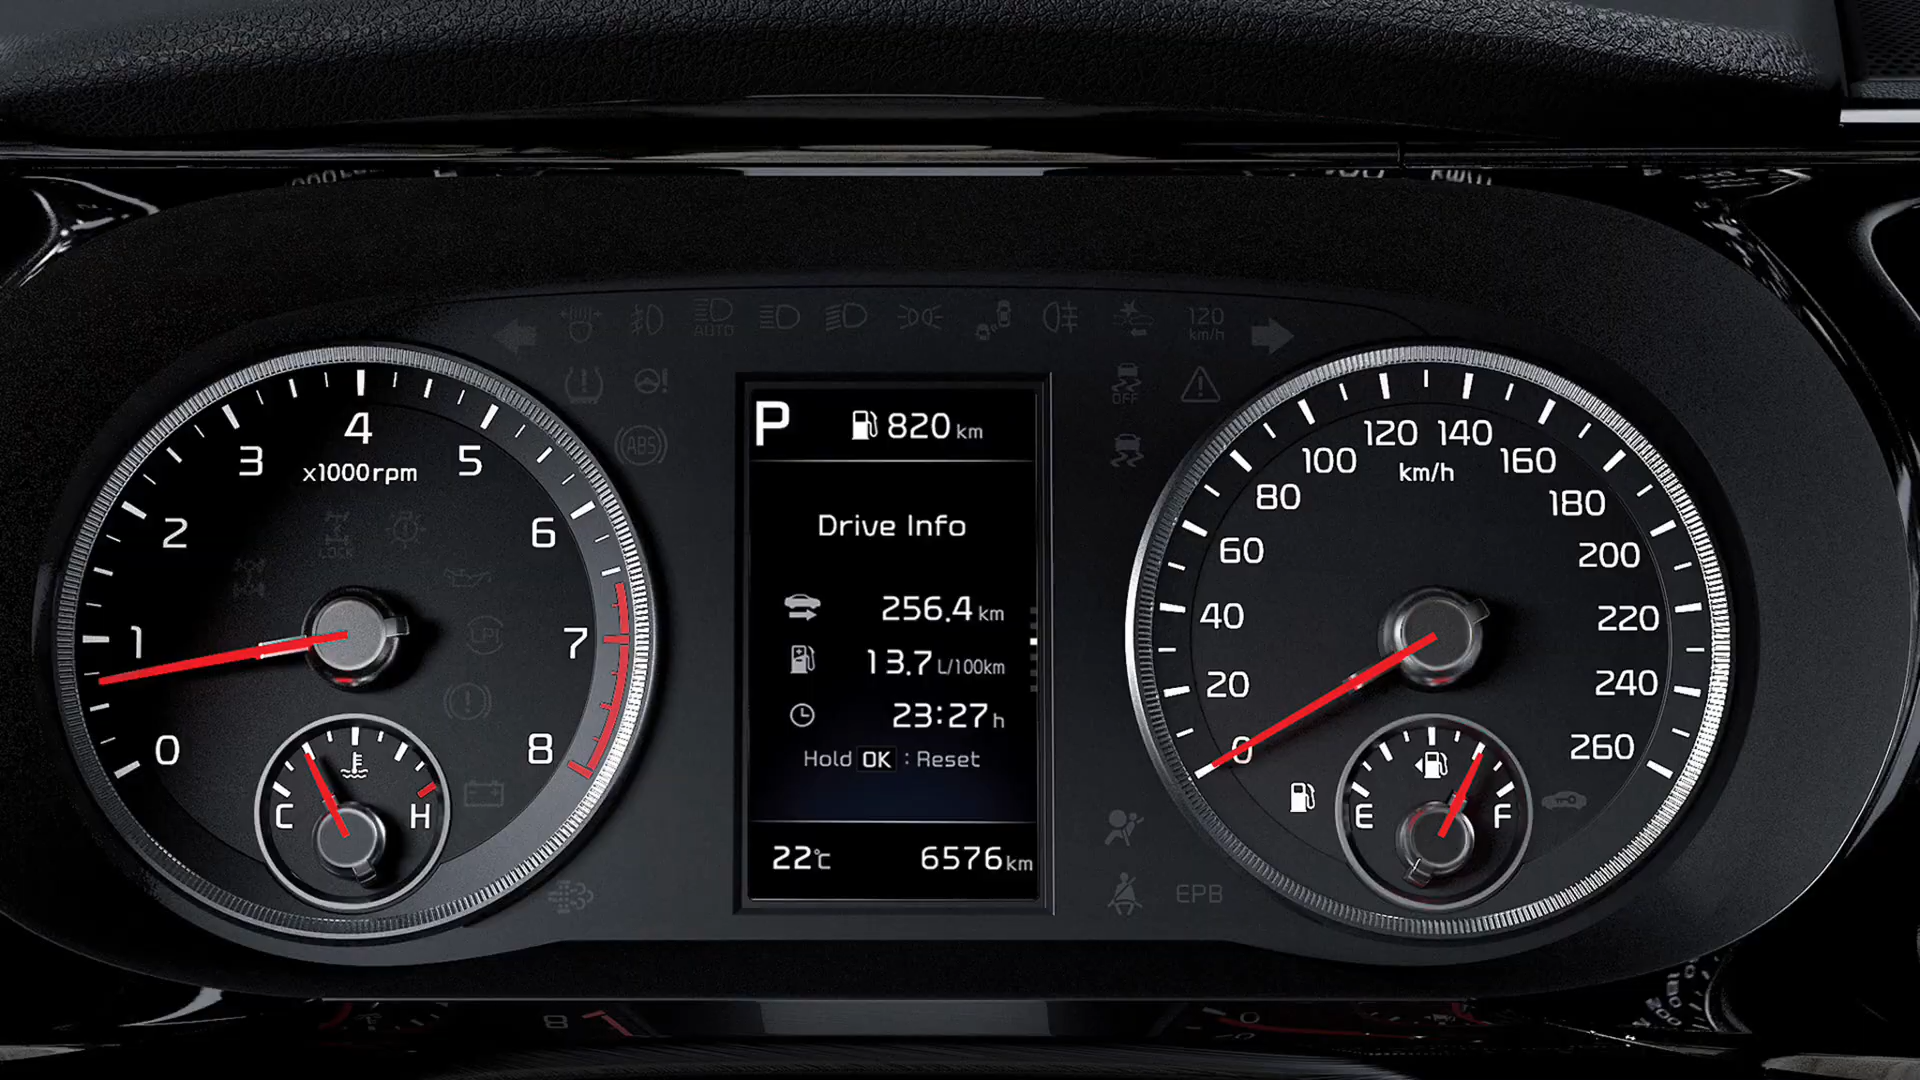 AUTO
120
km/h
ABS
OFF
0
1
2
3
4
5
6
7
8
x1000rpm
LOCK
LPI
C
H
P
820 km
Drive Info
256.4 km
13.7 L/100km
23:27 h
Hold OK : Reset
22℃
6576 km
0
20
40
60
80
100
120
140
160
180
200
220
240
260
km/h
E
F
EPB
8